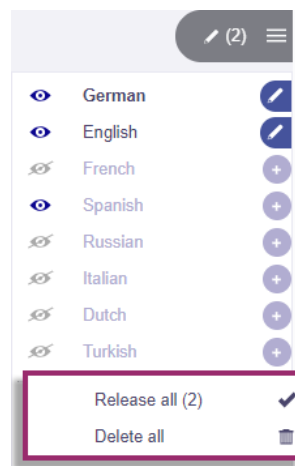 (2)
German
English
French
Spanish
Russian
Italian
Dutch
Turkish
Release all (2)
Delete all